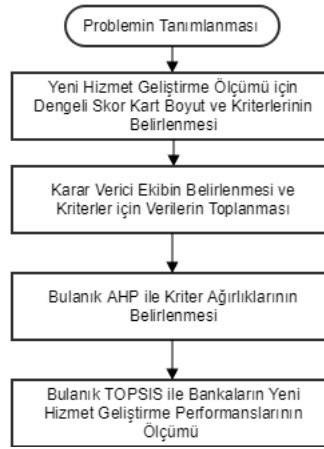 Problemin Tanımlanması
Yeni Hizmet Geliştirme Ölçümü için
Dengeli Skor Kart Boyut ve Kriterlerinin
Belirlenmesi
Karar Verici Ekibin Belirlenmesi ve
Kriterler için Verilerin Toplanması
Bulanık AHP ile Kriter Ağırlıklarının
Belirlenmesi
Bulanık TOPSIS ile Bankaların Yeni
Hizmet Geliştirme Performanslarının
Ölçümü